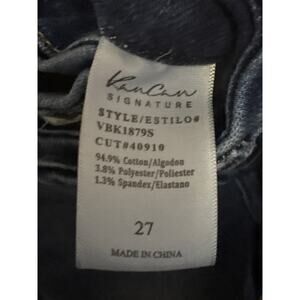 KanCan
SIGNATURE
STYLE/ESTILO#
VBK1879S
CUT#40910
94.9% Cotton/Algodon
3.8% Polyester/Poliester
1.3% Spandex/Elastano
27
MADE IN CHINA